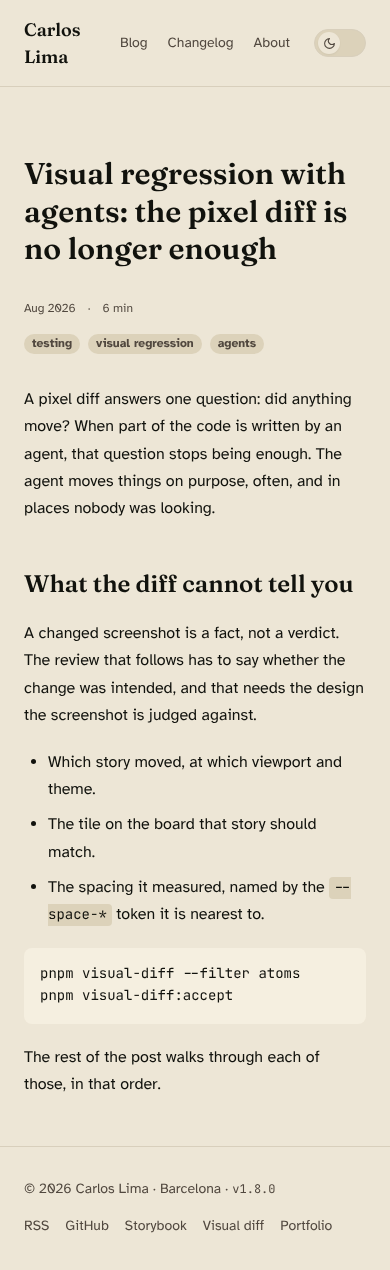 Carlos
Lima
Blog Changelog About
Visual regression with
agents: the pixel diff is
no longer enough
Aug 2026 · 6 min
testing visual regression agents
A pixel diff answers one question: did anything
move? When part of the code is written by an
agent, that question stops being enough. The
agent moves things on purpose, often, and in
places nobody was looking.
What the diff cannot tell you
A changed screenshot is a fact, not a verdict.
The review that follows has to say whether the
change was intended, and that needs the design
the screenshot is judged against.
• Which story moved, at which viewport and
theme.
• The tile on the board that story should
match.
• The spacing it measured, named by the --
space-* token it is nearest to.
pnpm visual-diff --filter atoms
pnpm visual-diff:accept
The rest of the post walks through each of
those, in that order.
© 2026 Carlos Lima · Barcelona · v1.8.0
RSS GitHub Storybook Visual diff Portfolio